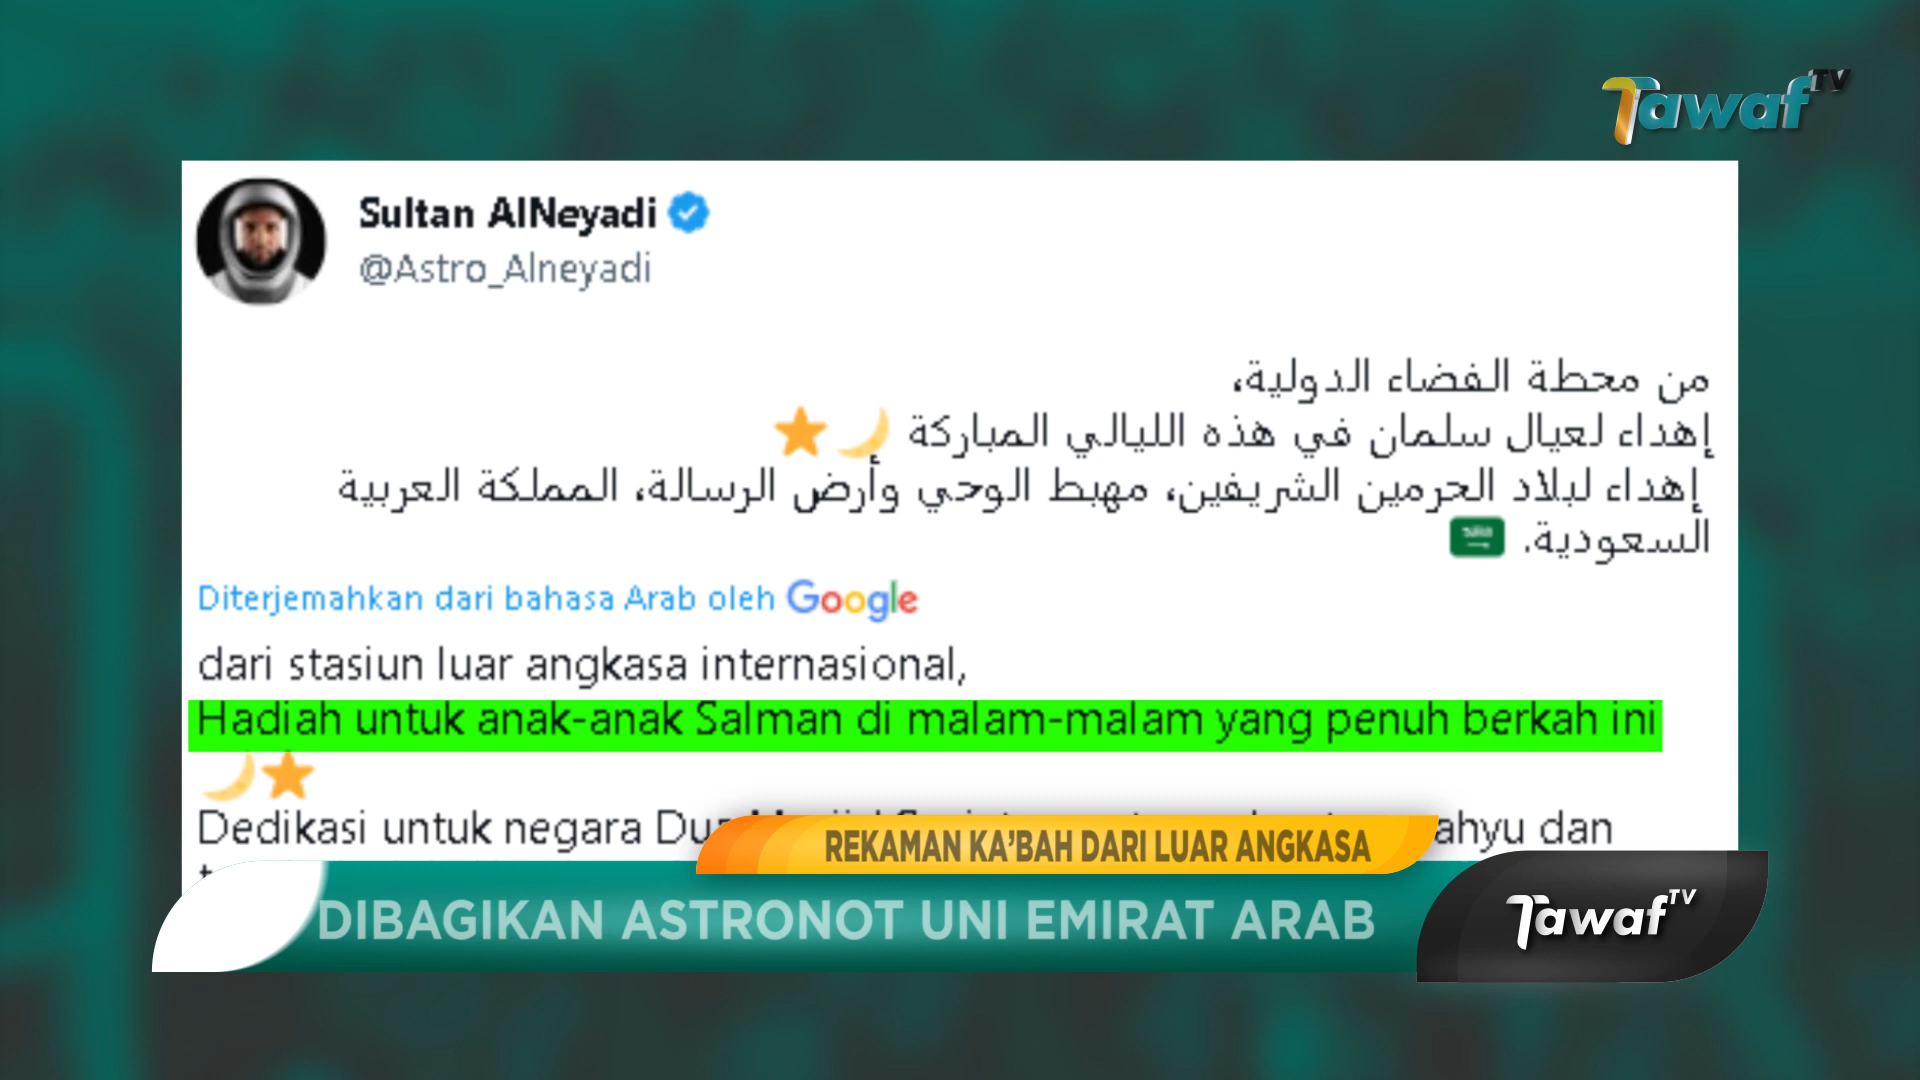 Tawaf TV
Sultan AlNeyadi
@Astro_Alneyadi
من محطة الفضاء الدولية،
إهداء لعيال سلمان في هذه الليالي المباركة 🌙⭐
إهداء لبلاد الحرمين الشريفين، مهبط الوحي وأرض الرسالة، المملكة العربية
السعودية. 🇸🇦
Diterjemahkan dari bahasa Arab oleh Google
dari stasiun luar angkasa internasional,
Hadiah untuk anak-anak Salman di malam-malam yang penuh berkah ini
🌙⭐
Dedikasi untuk negara dan
REKAMAN KA'BAH DARI LUAR ANGKASA
DIBAGIKAN ASTRONOT UNI EMIRAT ARAB
Tawaf TV